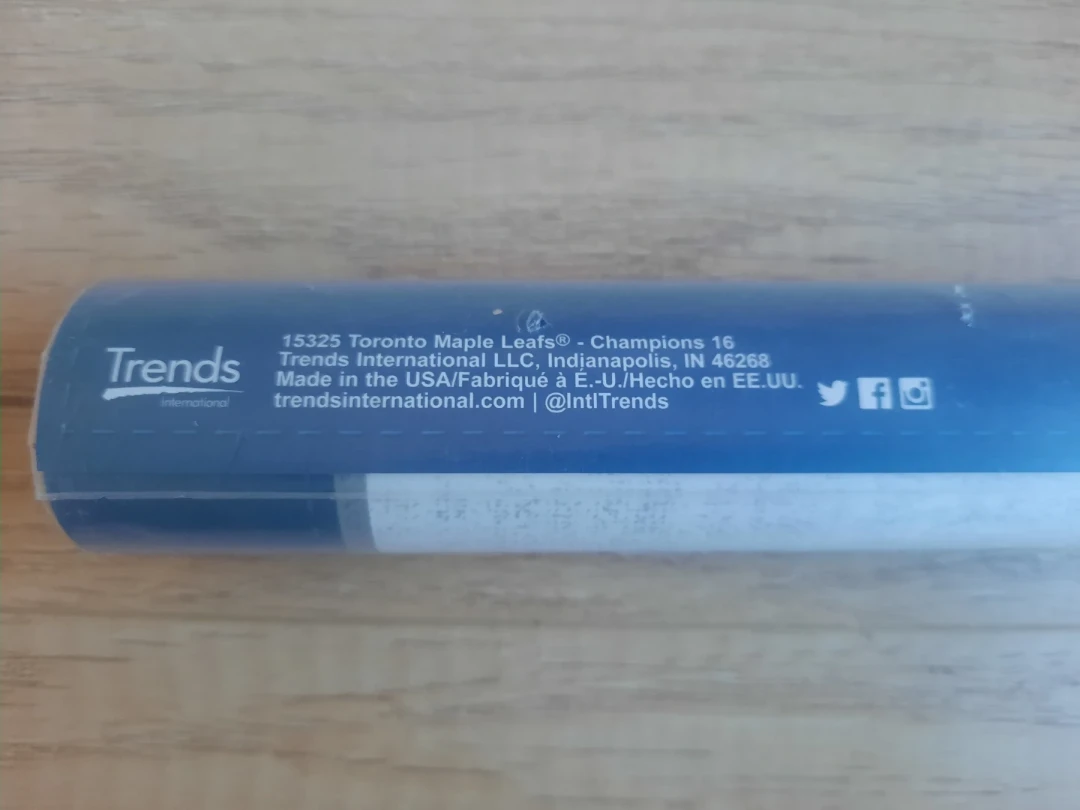 Trends
international
15325 Toronto Maple Leafs® - Champions 16
Trends International LLC, Indianapolis, IN 46268
Made in the USA/Fabriqué à É.-U./Hecho en EE.UU.
trendsinternational.com | @IntlTrends